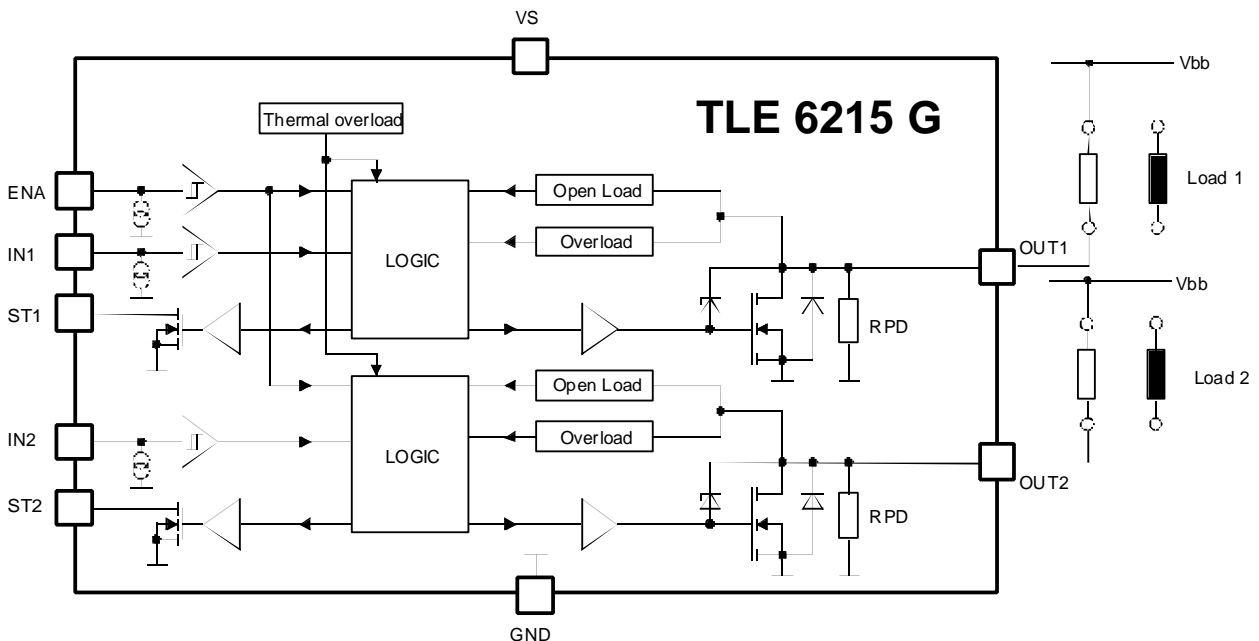 VS
Vbb
Thermal overload
TLE 6215 G
ENA
Open Load
Load 1
IN1
Overload
OUT1
LOGIC
Vbb
ST1
RPD
Open Load
Load 2
IN2
Overload
LOGIC
OUT2
ST2
RPD
GND